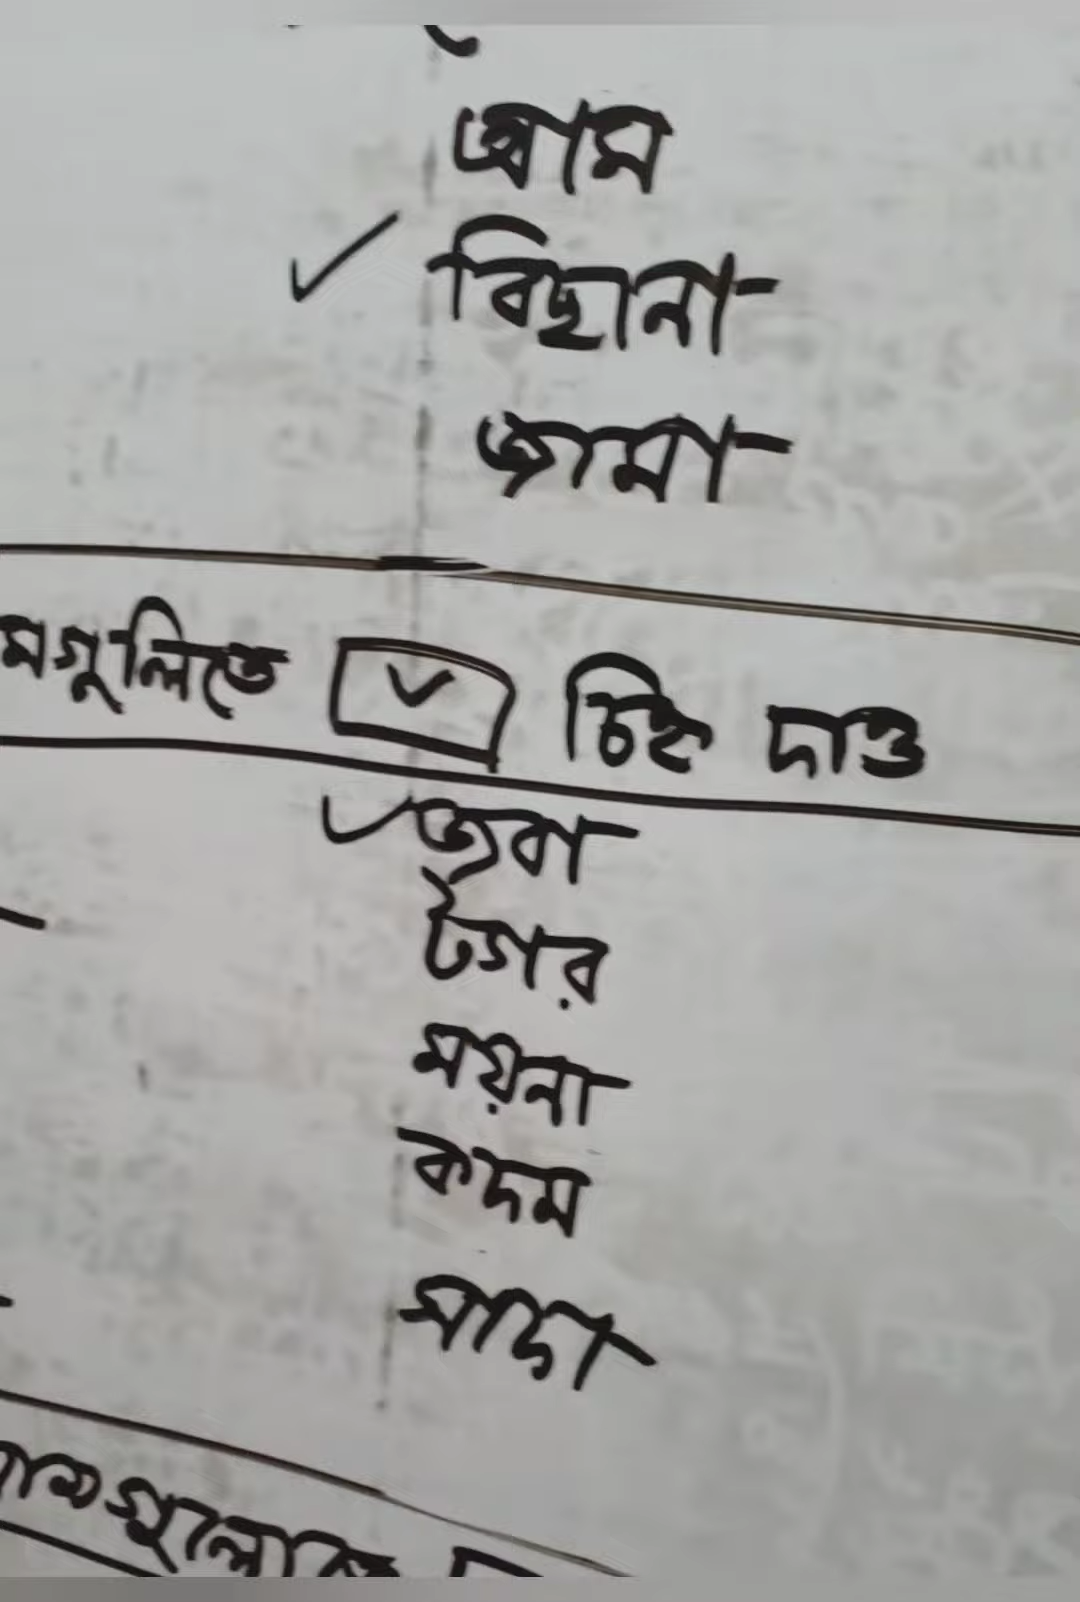 আম
✓ বিছানা
জামা
মগুলিতে ✓ চিহ্ন দাও
✓ জবা
টগর
ময়না
কদম
সাদা